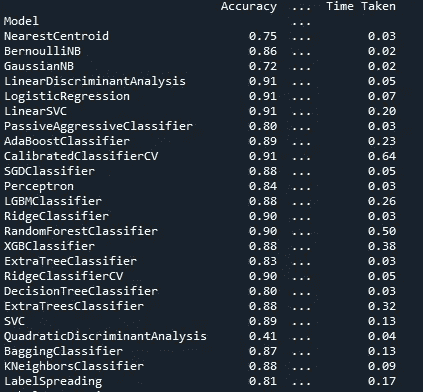 Accuracy ... Time Taken
Model ...
NearestCentroid 0.75 ... 0.03
BernoulliNB 0.86 ... 0.02
GaussianNB 0.72 ... 0.02
LinearDiscriminantAnalysis 0.91 ... 0.05
LogisticRegression 0.91 ... 0.07
LinearSVC 0.91 ... 0.20
PassiveAggressiveClassifier 0.80 ... 0.03
AdaBoostClassifier 0.89 ... 0.23
CalibratedClassifierCV 0.91 ... 0.64
SGDClassifier 0.88 ... 0.05
Perceptron 0.84 ... 0.03
LGBMClassifier 0.88 ... 0.26
RidgeClassifier 0.90 ... 0.03
RandomForestClassifier 0.90 ... 0.50
XGBClassifier 0.88 ... 0.38
ExtraTreeClassifier 0.83 ... 0.03
RidgeClassifierCV 0.90 ... 0.05
DecisionTreeClassifier 0.80 ... 0.03
ExtraTreesClassifier 0.88 ... 0.32
SVC 0.89 ... 0.13
QuadraticDiscriminantAnalysis 0.41 ... 0.04
BaggingClassifier 0.87 ... 0.13
KNeighborsClassifier 0.88 ... 0.09
LabelSpreading 0.81 ... 0.17